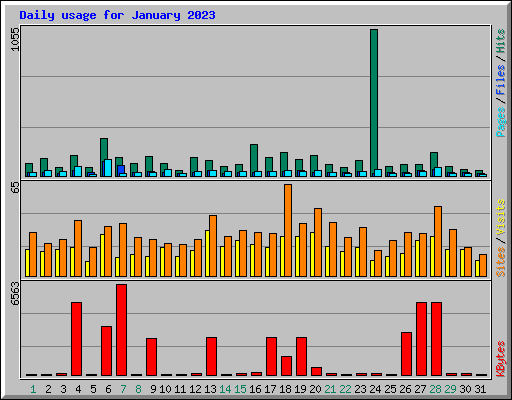 Daily usage for January 2023
1055
Pages / Files / Hits
65
Sites / Visits
6563
KBytes
1 2 3 4 5 6 7 8 9 10 11 12 13 14 15 16 17 18 19 20 21 22 23 24 25 26 27 28 29 30 31